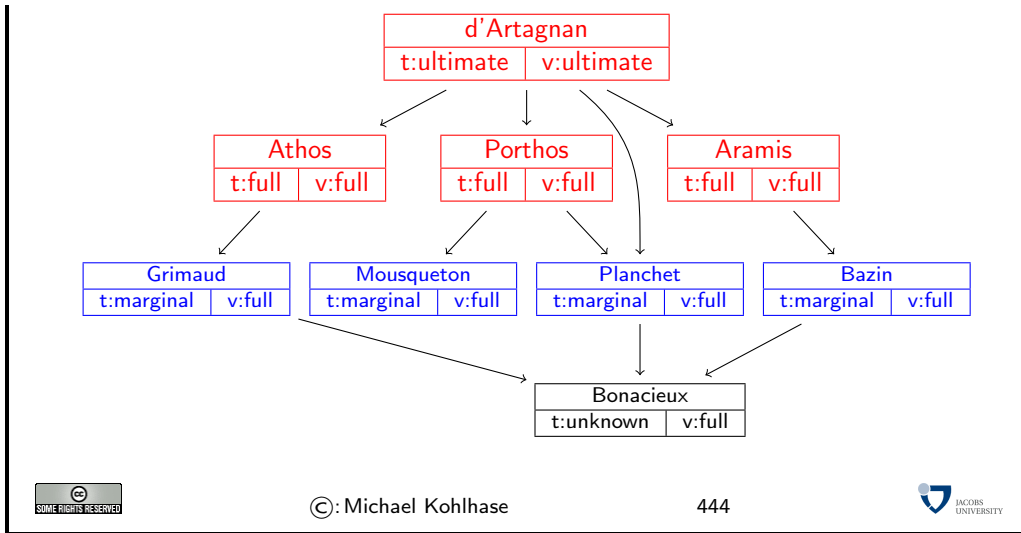 d'Artagnan
t:ultimate v:ultimate
Athos Porthos Aramis
t:full v:full t:full v:full t:full v:full
Grimaud Mousqueton Planchet Bazin
t:marginal v:full t:marginal v:full t:marginal v:full t:marginal v:full
Bonacieux
t:unknown v:full
cc
SOME RIGHTS RESERVED
©: Michael Kohlhase 444
JACOBS
UNIVERSITY